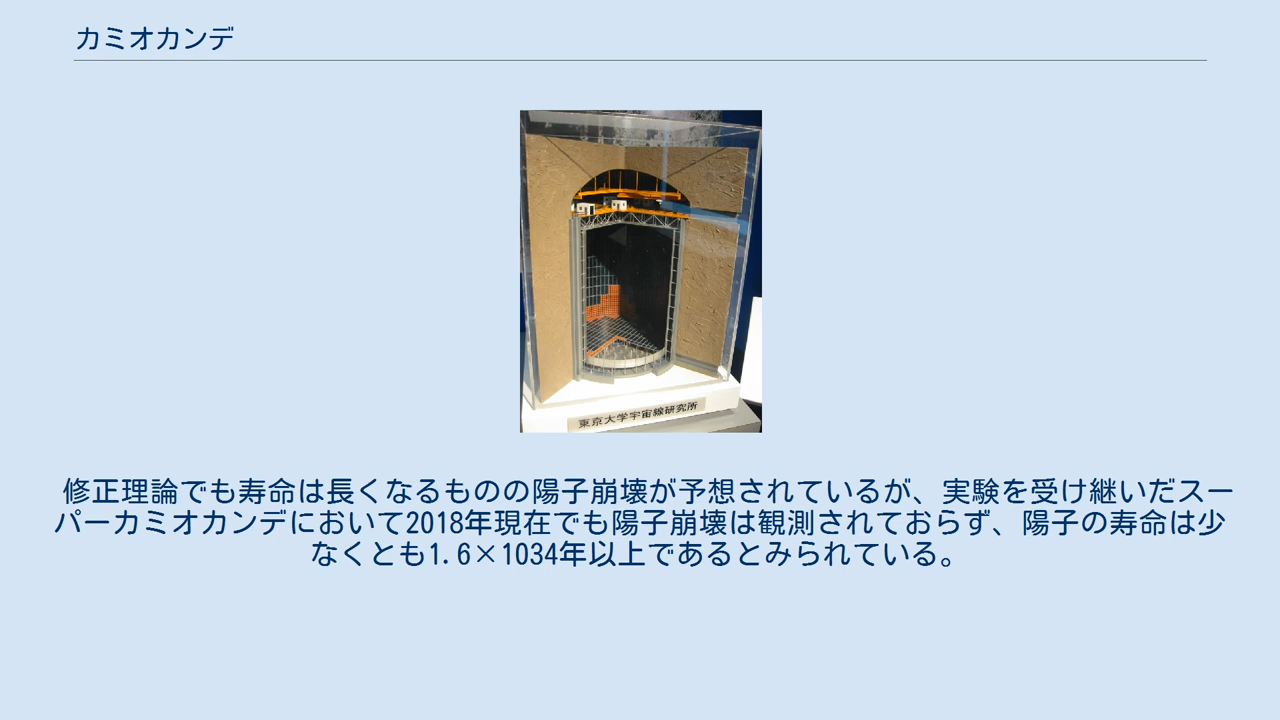 カミオカンデ
東京大学宇宙線研究所
修正理論でも寿命は長くなるものの陽子崩壊が予想されているが、実験を受け継いだスー
パーカミオカンデにおいて2018年現在でも陽子崩壊は観測されておらず、陽子の寿命は少
なくとも1.6×1034年以上であるとみられている。